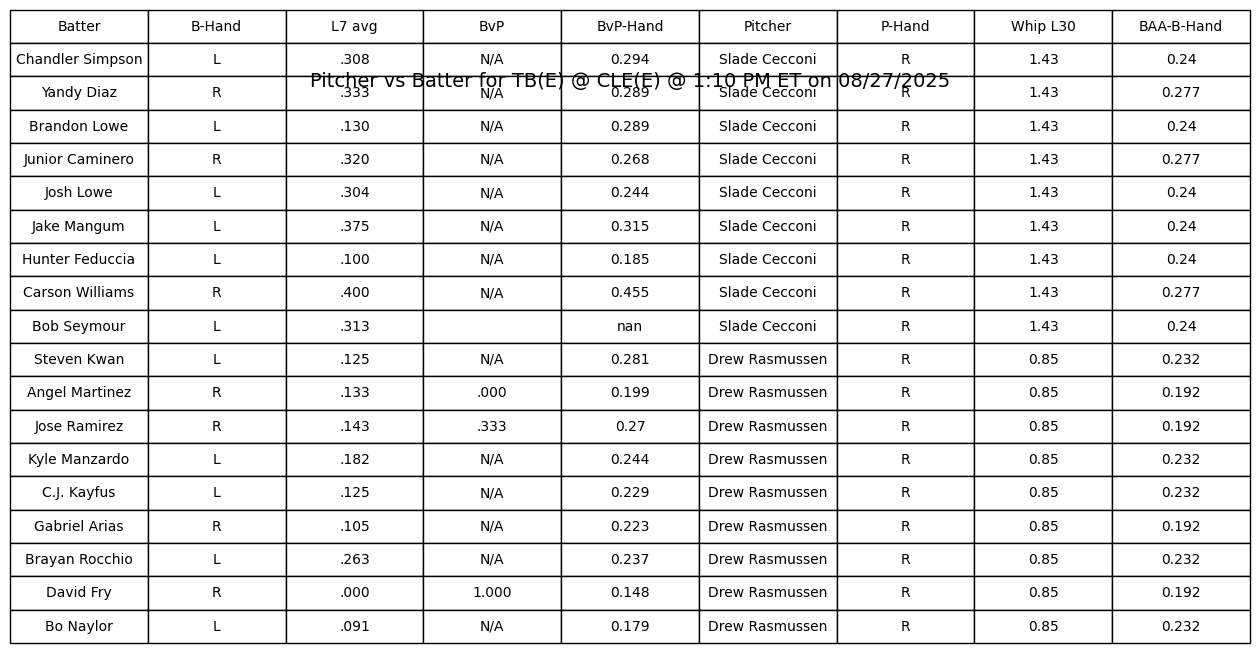 Batter B-Hand L7 avg BvP BvP-Hand Pitcher P-Hand Whip L30 BAA-B-Hand
Chandler Simpson L .308 N/A 0.294 Slade Cecconi R 1.43 0.24
Pitcher vs Batter for TB(E) @ CLE(E) @ 1:10 PM ET on 08/27/2025
Yandy Diaz R .333 N/A 0.289 Slade Cecconi R 1.43 0.277
Brandon Lowe L .130 N/A 0.289 Slade Cecconi R 1.43 0.24
Junior Caminero R .320 N/A 0.268 Slade Cecconi R 1.43 0.277
Josh Lowe L .304 N/A 0.244 Slade Cecconi R 1.43 0.24
Jake Mangum L .375 N/A 0.315 Slade Cecconi R 1.43 0.24
Hunter Feduccia L .100 N/A 0.185 Slade Cecconi R 1.43 0.24
Carson Williams R .400 N/A 0.455 Slade Cecconi R 1.43 0.277
Bob Seymour L .313 nan Slade Cecconi R 1.43 0.24
Steven Kwan L .125 N/A 0.281 Drew Rasmussen R 0.85 0.232
Angel Martinez R .133 .000 0.199 Drew Rasmussen R 0.85 0.192
Jose Ramirez R .143 .333 0.27 Drew Rasmussen R 0.85 0.192
Kyle Manzardo L .182 N/A 0.244 Drew Rasmussen R 0.85 0.232
C.J. Kayfus L .125 N/A 0.229 Drew Rasmussen R 0.85 0.232
Gabriel Arias R .105 N/A 0.223 Drew Rasmussen R 0.85 0.192
Brayan Rocchio L .263 N/A 0.237 Drew Rasmussen R 0.85 0.232
David Fry R .000 1.000 0.148 Drew Rasmussen R 0.85 0.192
Bo Naylor L .091 N/A 0.179 Drew Rasmussen R 0.85 0.232